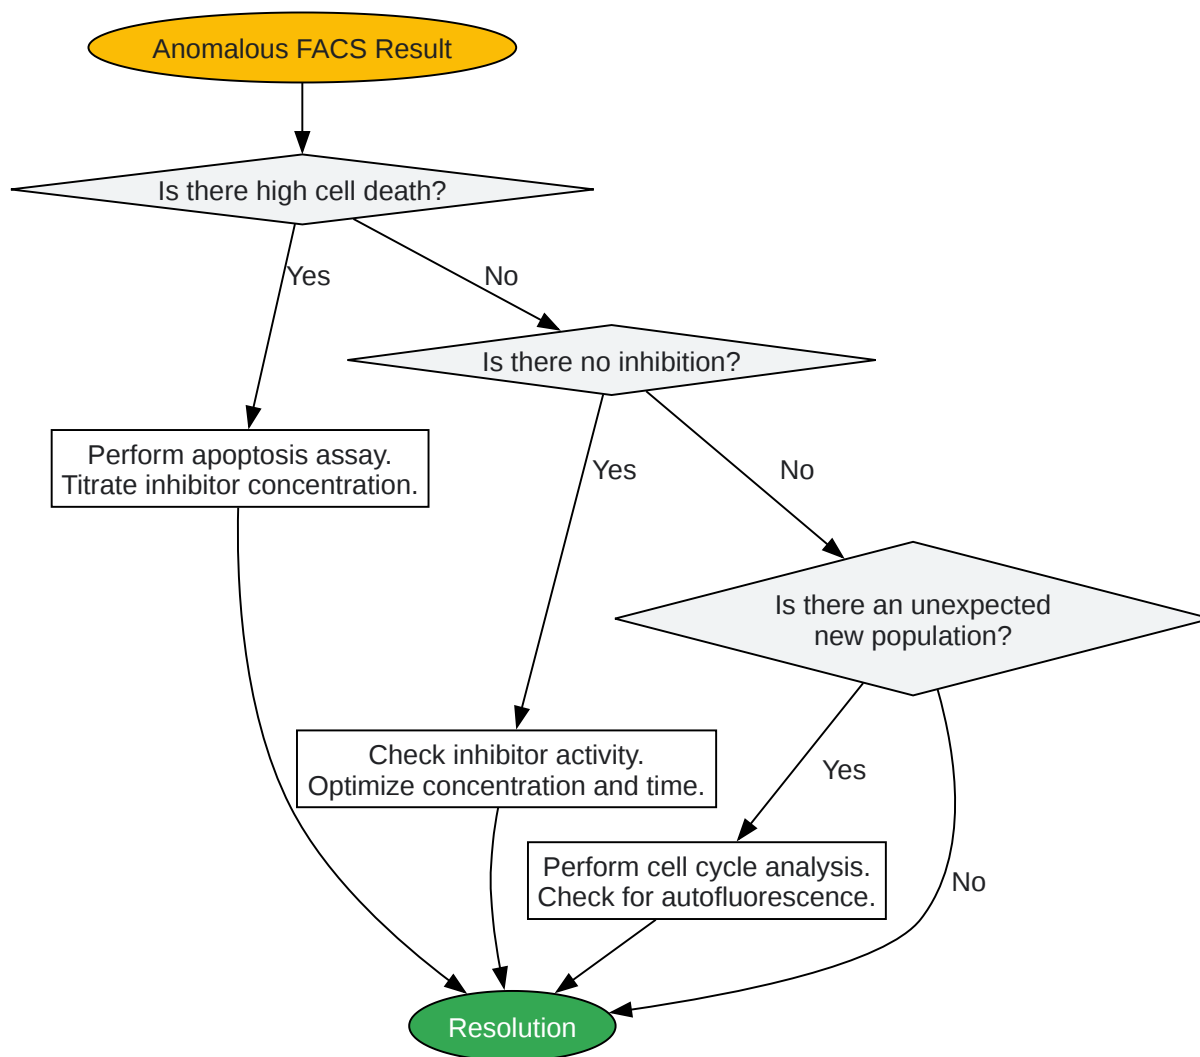 Anomalous FACS Result
Is there high cell death?
Yes
No
Is there no inhibition?
Perform apoptosis assay.
Titrate inhibitor concentration.
Yes
No
Is there an unexpected
new population?
Check inhibitor activity.
Optimize concentration and time.
Yes
Perform cell cycle analysis.
Check for autofluorescence.
No
Resolution